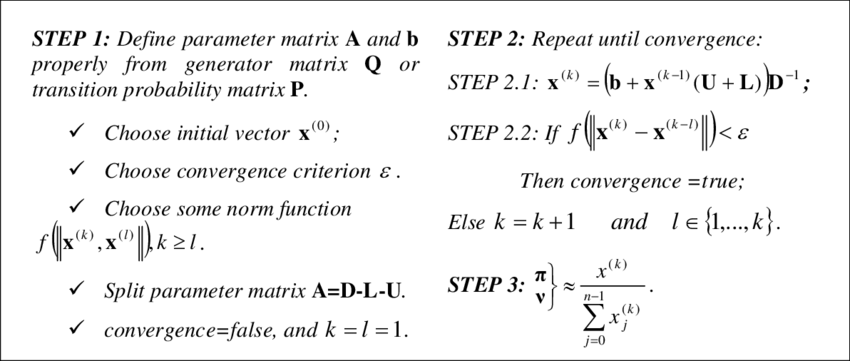 STEP 1: Define parameter matrix A and b
properly from generator matrix Q or
transition probability matrix P.
✓ Choose initial vector x^{(0)};
✓ Choose convergence criterion ε.
✓ Choose some norm function
f(‖x^{(k)}, x^{(l)}‖), k ≥ l.
✓ Split parameter matrix A=D-L-U.
✓ convergence=false, and k = l = 1.
STEP 2: Repeat until convergence:
STEP 2.1: x^{(k)} = (b + x^{(k-1)}(U + L))D^{-1};
STEP 2.2: If f(‖x^{(k)} − x^{(k-l)}‖) < ε
Then convergence =true;
Else k = k + 1 and l ∈ {1,...,k}.
STEP 3: π ν } ≈ x^{(k)} / ∑_{j=0}^{n-1} x_j^{(k)}.